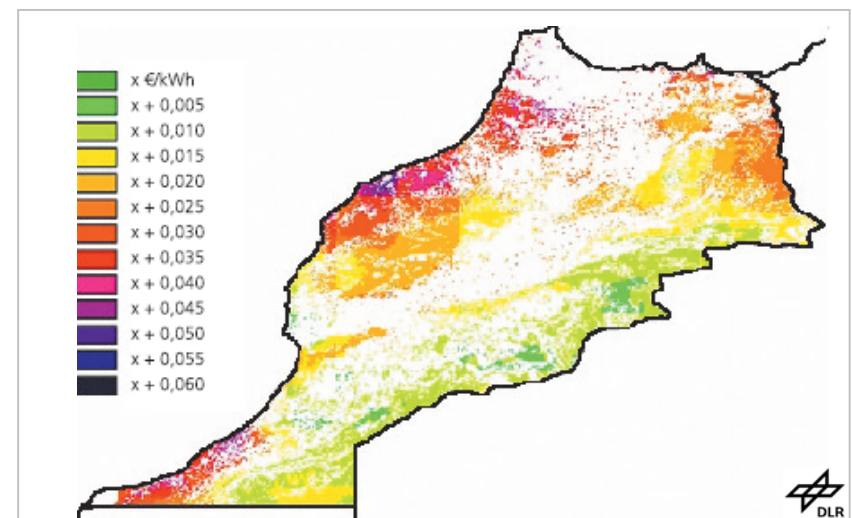 x €/kWh
x + 0,005
x + 0,010
x + 0,015
x + 0,020
x + 0,025
x + 0,030
x + 0,035
x + 0,040
x + 0,045
x + 0,050
x + 0,055
x + 0,060
DLR